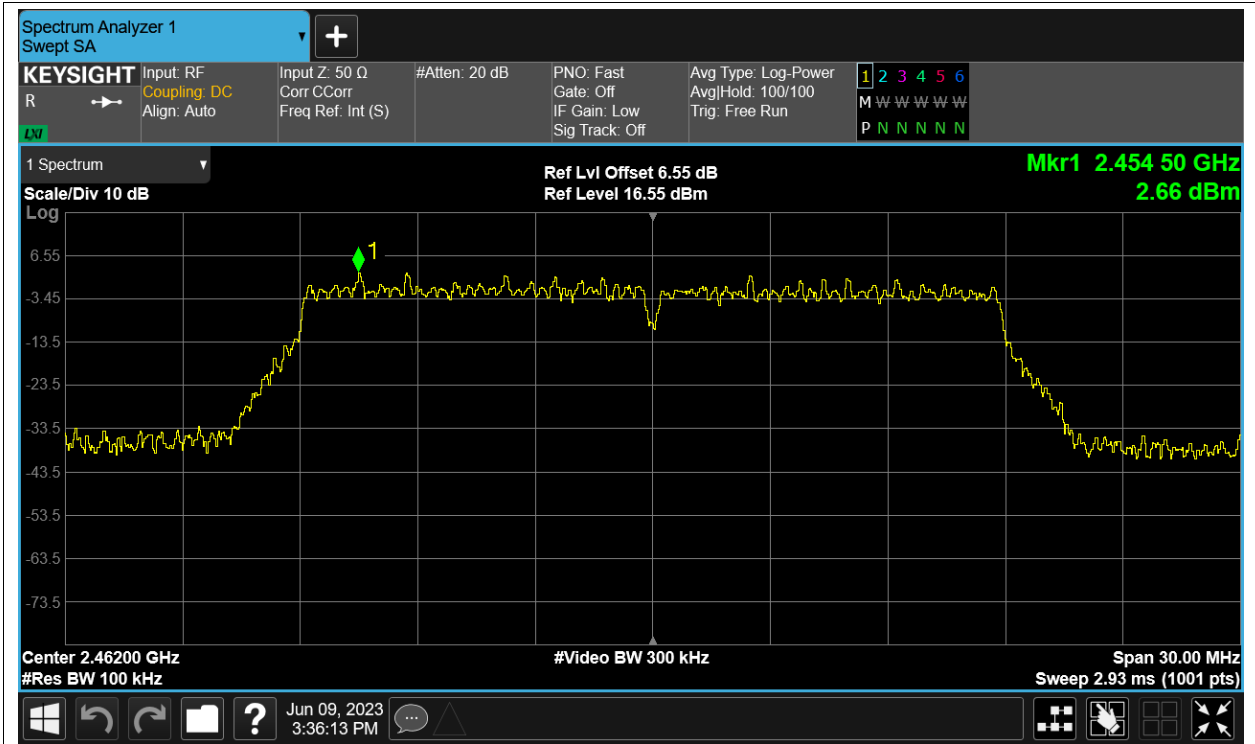 Spectrum Analyzer 1
Swept SA
KEYSIGHT
R
LXI
Input: RF
Coupling: DC
Align: Auto
Input Z: 50 Ω
Corr CCorr
Freq Ref: Int (S)
#Atten: 20 dB
PNO: Fast
Gate: Off
IF Gain: Low
Sig Track: Off
Avg Type: Log-Power
Avg|Hold: 100/100
Trig: Free Run
1 2 3 4 5 6
M W W W W W
P N N N N N
1 Spectrum
Scale/Div 10 dB
Log
Ref Lvl Offset 6.55 dB
Ref Level 16.55 dBm
Mkr1 2.454 50 GHz
2.66 dBm
1
6.55
-3.45
-13.5
-23.5
-33.5
-43.5
-53.5
-63.5
-73.5
Center 2.46200 GHz
#Video BW 300 kHz
Span 30.00 MHz
#Res BW 100 kHz
Sweep 2.93 ms (1001 pts)
?
Jun 09, 2023
3:36:13 PM